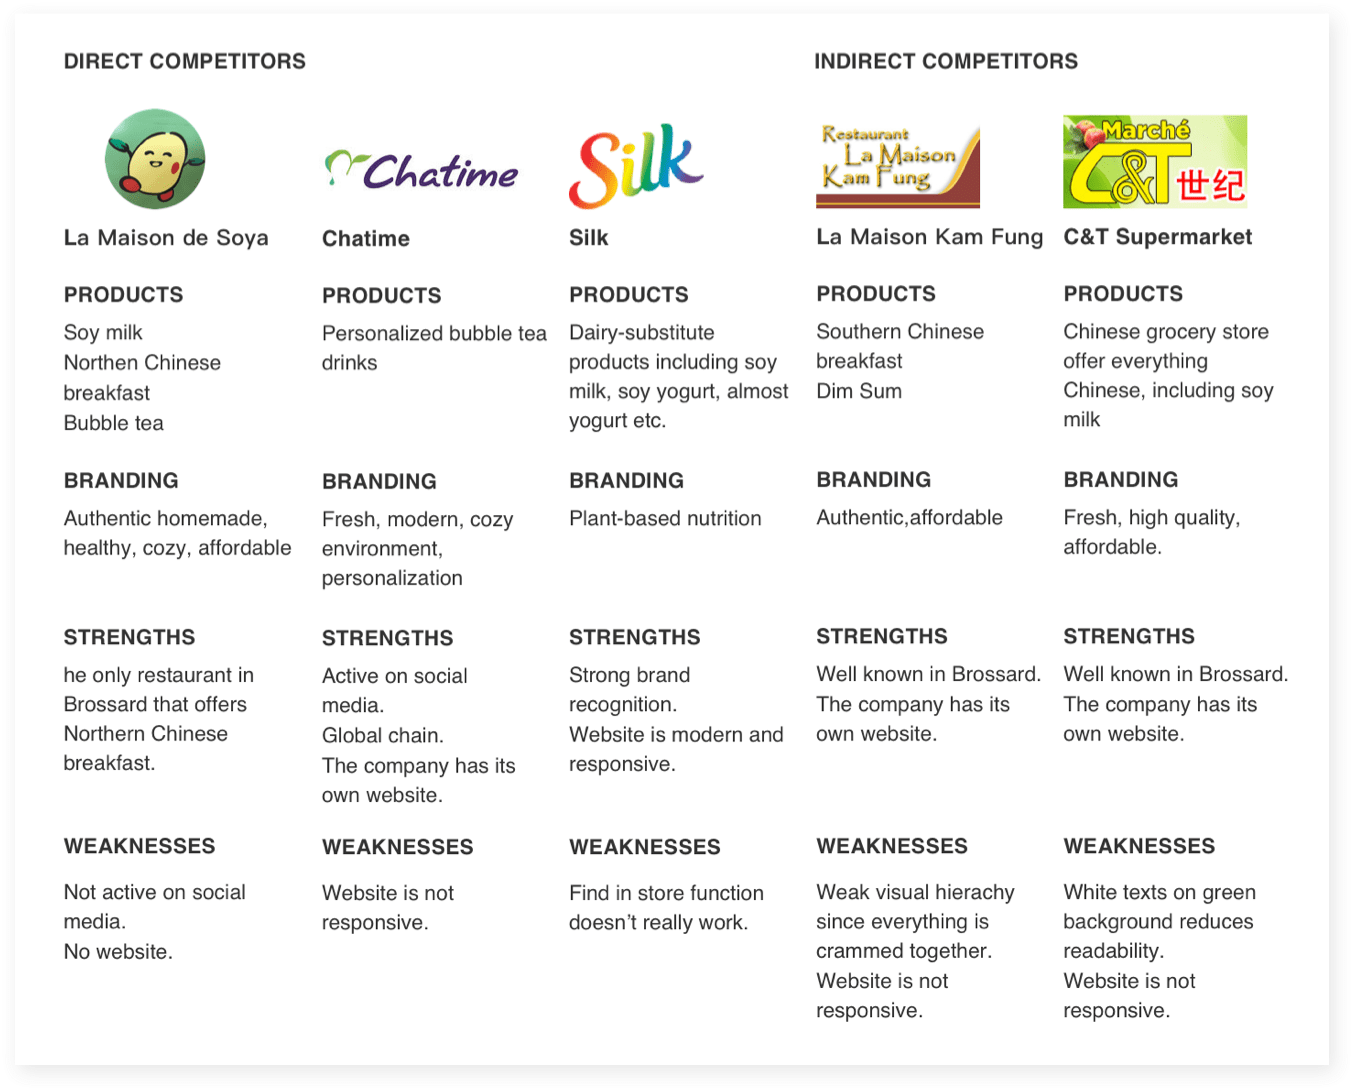 DIRECT COMPETITORS
INDIRECT COMPETITORS
Chatime
Silk
Restaurant
La Maison
Kam Fung
Marché
C&T世纪
La Maison de Soya
Chatime
Silk
La Maison Kam Fung
C&T Supermarket
PRODUCTS
Soy milk
Northen Chinese
breakfast
Bubble tea
PRODUCTS
Personalized bubble tea
drinks
PRODUCTS
Dairy-substitute
products including soy
milk, soy yogurt, almost
yogurt etc.
PRODUCTS
Southern Chinese
breakfast
Dim Sum
PRODUCTS
Chinese grocery store
offer everything
Chinese, including soy
milk
BRANDING
Authentic homemade,
healthy, cozy, affordable
BRANDING
Fresh, modern, cozy
environment,
personalization
BRANDING
Plant-based nutrition
BRANDING
Authentic,affordable
BRANDING
Fresh, high quality,
affordable.
STRENGTHS
he only restaurant in
Brossard that offers
Northern Chinese
breakfast.
STRENGTHS
Active on social
media.
Global chain.
The company has its
own website.
STRENGTHS
Strong brand
recognition.
Website is modern and
responsive.
STRENGTHS
Well known in Brossard.
The company has its
own website.
STRENGTHS
Well known in Brossard.
The company has its
own website.
WEAKNESSES
Not active on social
media.
No website.
WEAKNESSES
Website is not
responsive.
WEAKNESSES
Find in store function
doesn’t really work.
WEAKNESSES
Weak visual hierachy
since everything is
crammed together.
Website is not
responsive.
WEAKNESSES
White texts on green
background reduces
readability.
Website is not
responsive.